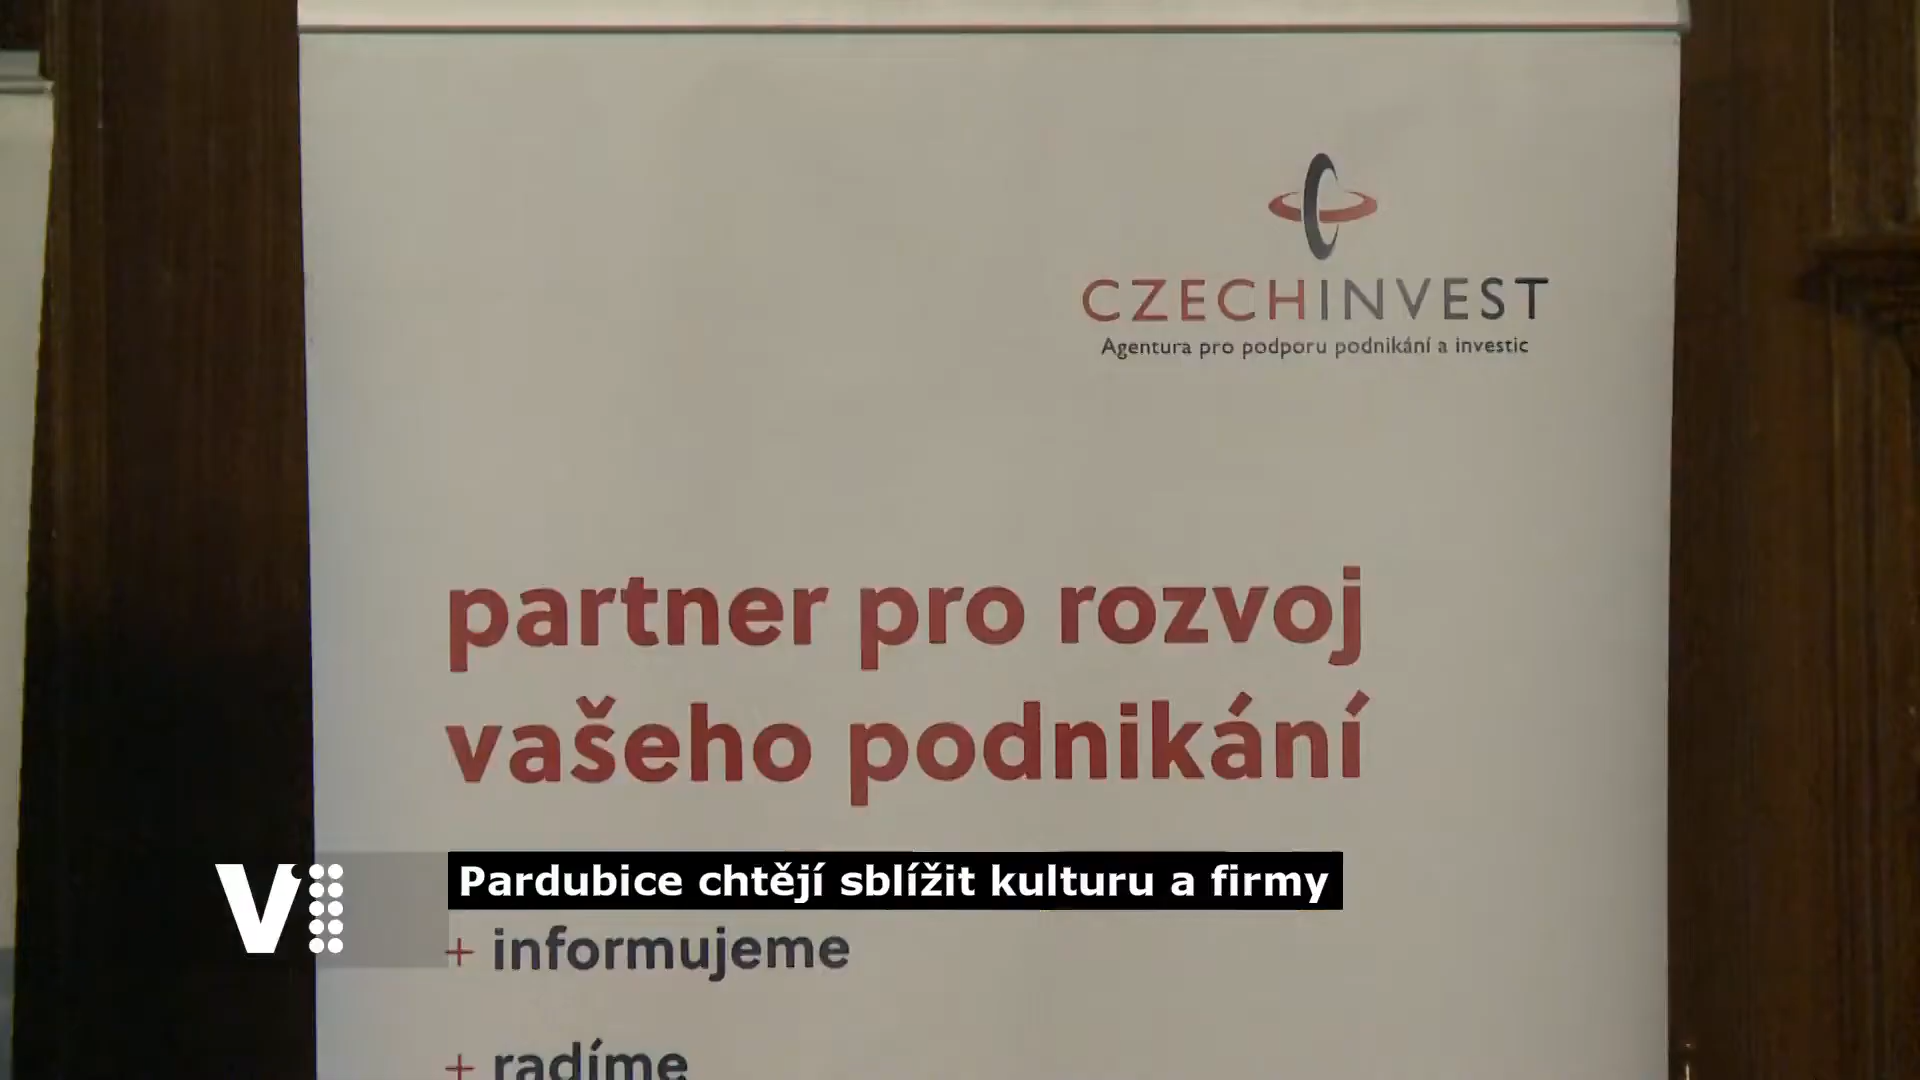 CZECHINVEST
Agentura pro podporu podnikání a investic
partner pro rozvoj
vašeho podnikání
Pardubice chtějí sblížit kulturu a firmy
V
+ informujeme
+ radíme